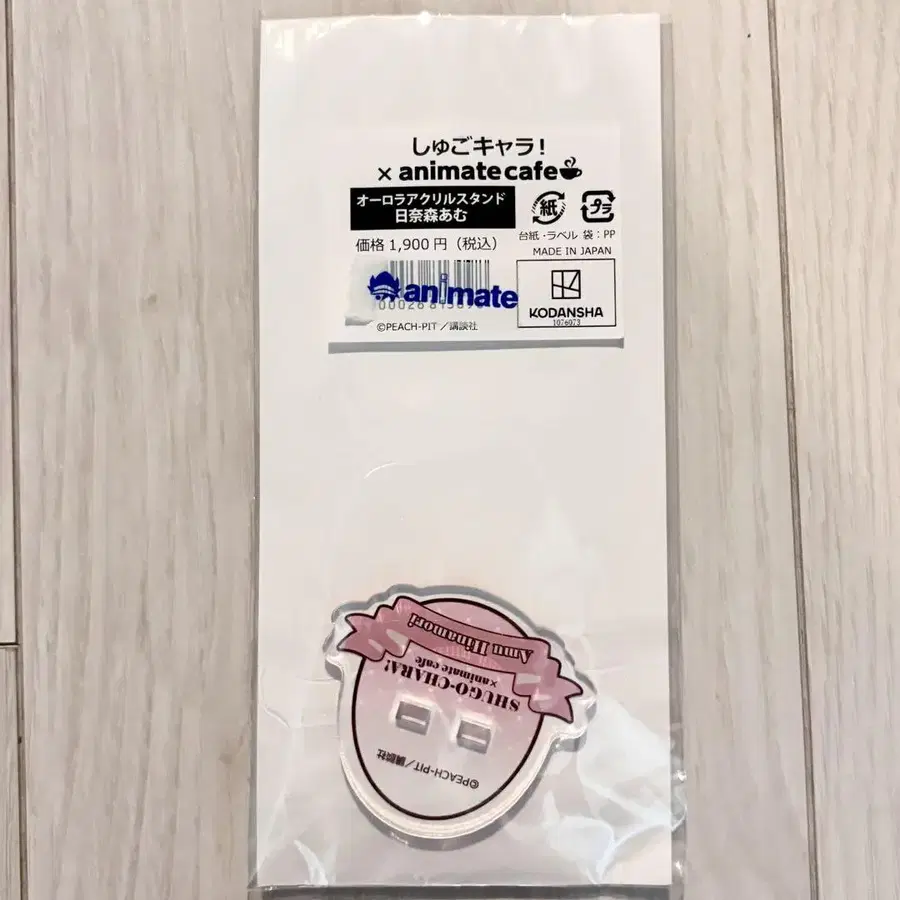 しゅごキャラ！
× animate cafe
オーロラアクリルスタンド
日奈森あむ
価格 1,900 円（税込）
紙
プラ
台紙・ラベル 袋：PP
MADE IN JAPAN
animate
KODANSHA
1076073
©PEACH-PIT／講談社
Amu Hinamori
SHUGO-CHARA!
×animate cafe
©PEACH-PIT／講談社